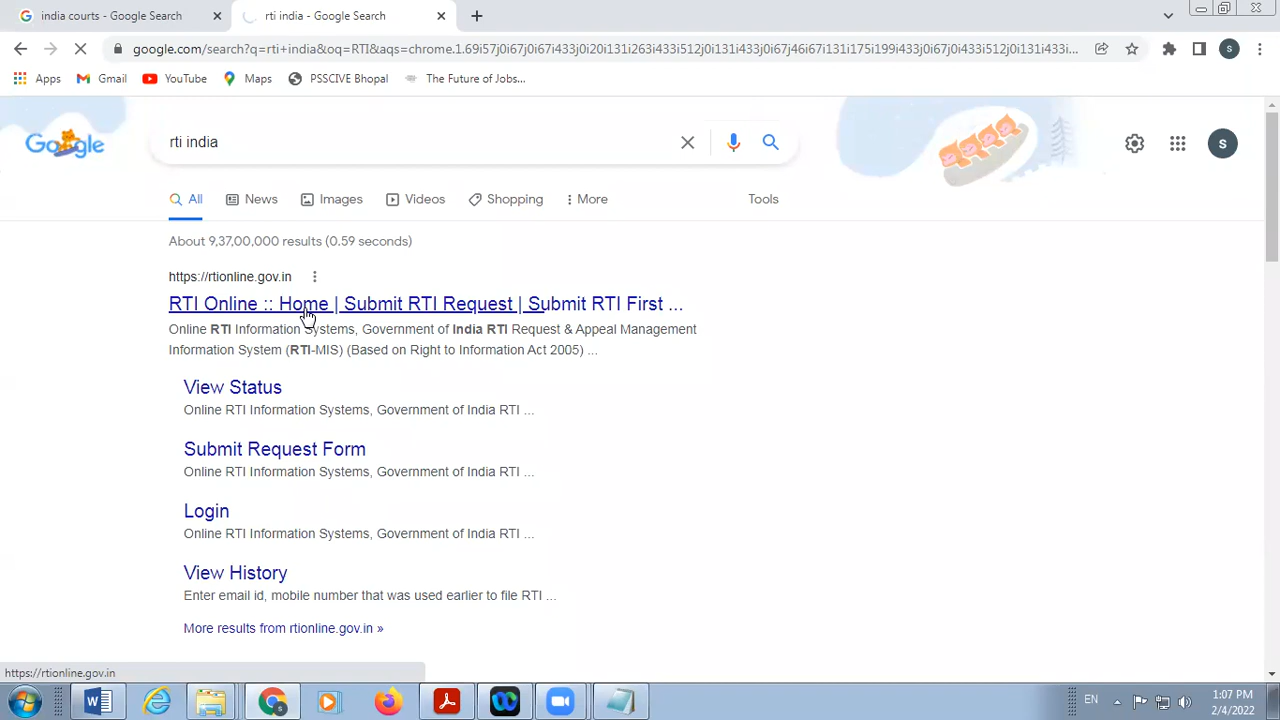 india courts - Google Search
rti india - Google Search
google.com/search?q=rti+india&oq=RTI&aqs=chrome.1.69i57j0i67j0i67i433j0i20i131i263i433i512j0i131i433j0i67j46i67i131i175i199i433j0i67j0i131i433i512j0i131i433i...
Apps
Gmail
YouTube
Maps
PSSCIVE Bhopal
The Future of Jobs...
Google
rti india
S
S
All
News
Images
Videos
Shopping
More
Tools
About 9,37,00,000 results (0.59 seconds)
https://rtionline.gov.in
RTI Online :: Home | Submit RTI Request | Submit RTI First ...
Online RTI Information Systems, Government of India RTI Request & Appeal Management
Information System (RTI-MIS) (Based on Right to Information Act 2005) ...
View Status
Online RTI Information Systems, Government of India RTI ...
Submit Request Form
Online RTI Information Systems, Government of India RTI ...
Login
Online RTI Information Systems, Government of India RTI ...
View History
Enter email id, mobile number that was used earlier to file RTI ...
More results from rtionline.gov.in »
https://rtionline.gov.in
EN
1:07 PM
2/4/2022